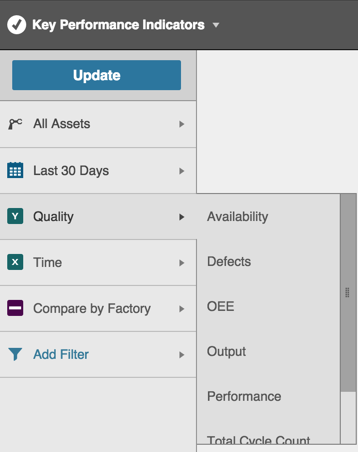 Key Performance Indicators
Update
All Assets
Last 30 Days
Y Quality
X Time
Compare by Factory
Add Filter
Availability
Defects
OEE
Output
Performance
Total Cycle Count